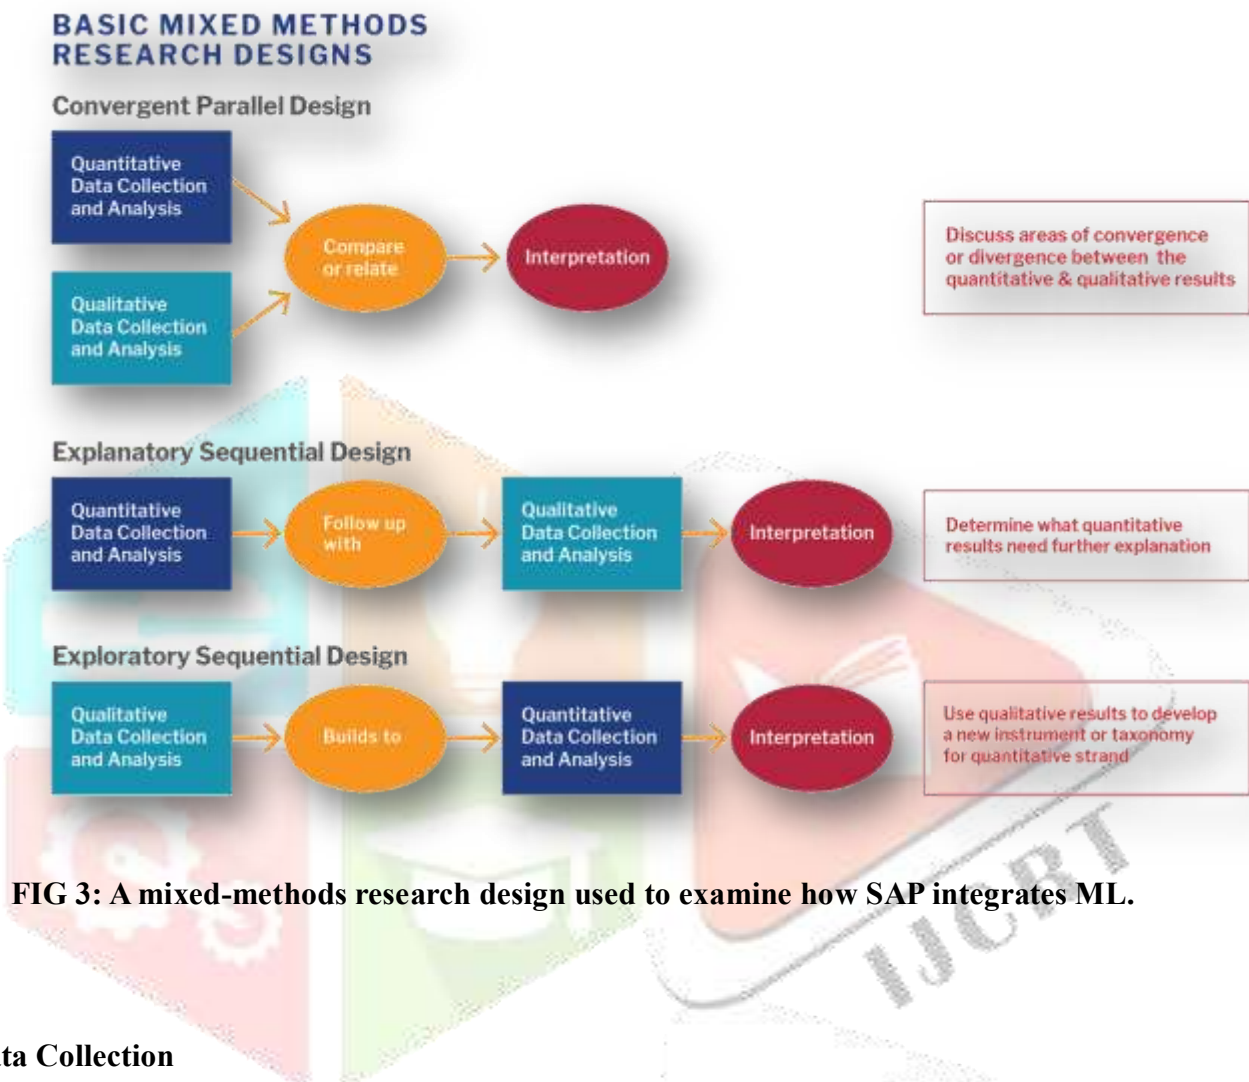 BASIC MIXED METHODS
RESEARCH DESIGNS
Convergent Parallel Design
Quantitative
Data Collection
and Analysis
Qualitative
Data Collection
and Analysis
Compare
or relate
Interpretation
Discuss areas of convergence
or divergence between the
quantitative & qualitative results
Explanatory Sequential Design
Quantitative
Data Collection
and Analysis
Follow up
with
Qualitative
Data Collection
and Analysis
Interpretation
Determine what quantitative
results need further explanation
Exploratory Sequential Design
Qualitative
Data Collection
and Analysis
Builds to
Quantitative
Data Collection
and Analysis
Interpretation
Use qualitative results to develop
a new instrument or taxonomy
for quantitative strand
FIG 3: A mixed-methods research design used to examine how SAP integrates ML.
IJCRT
ta Collection